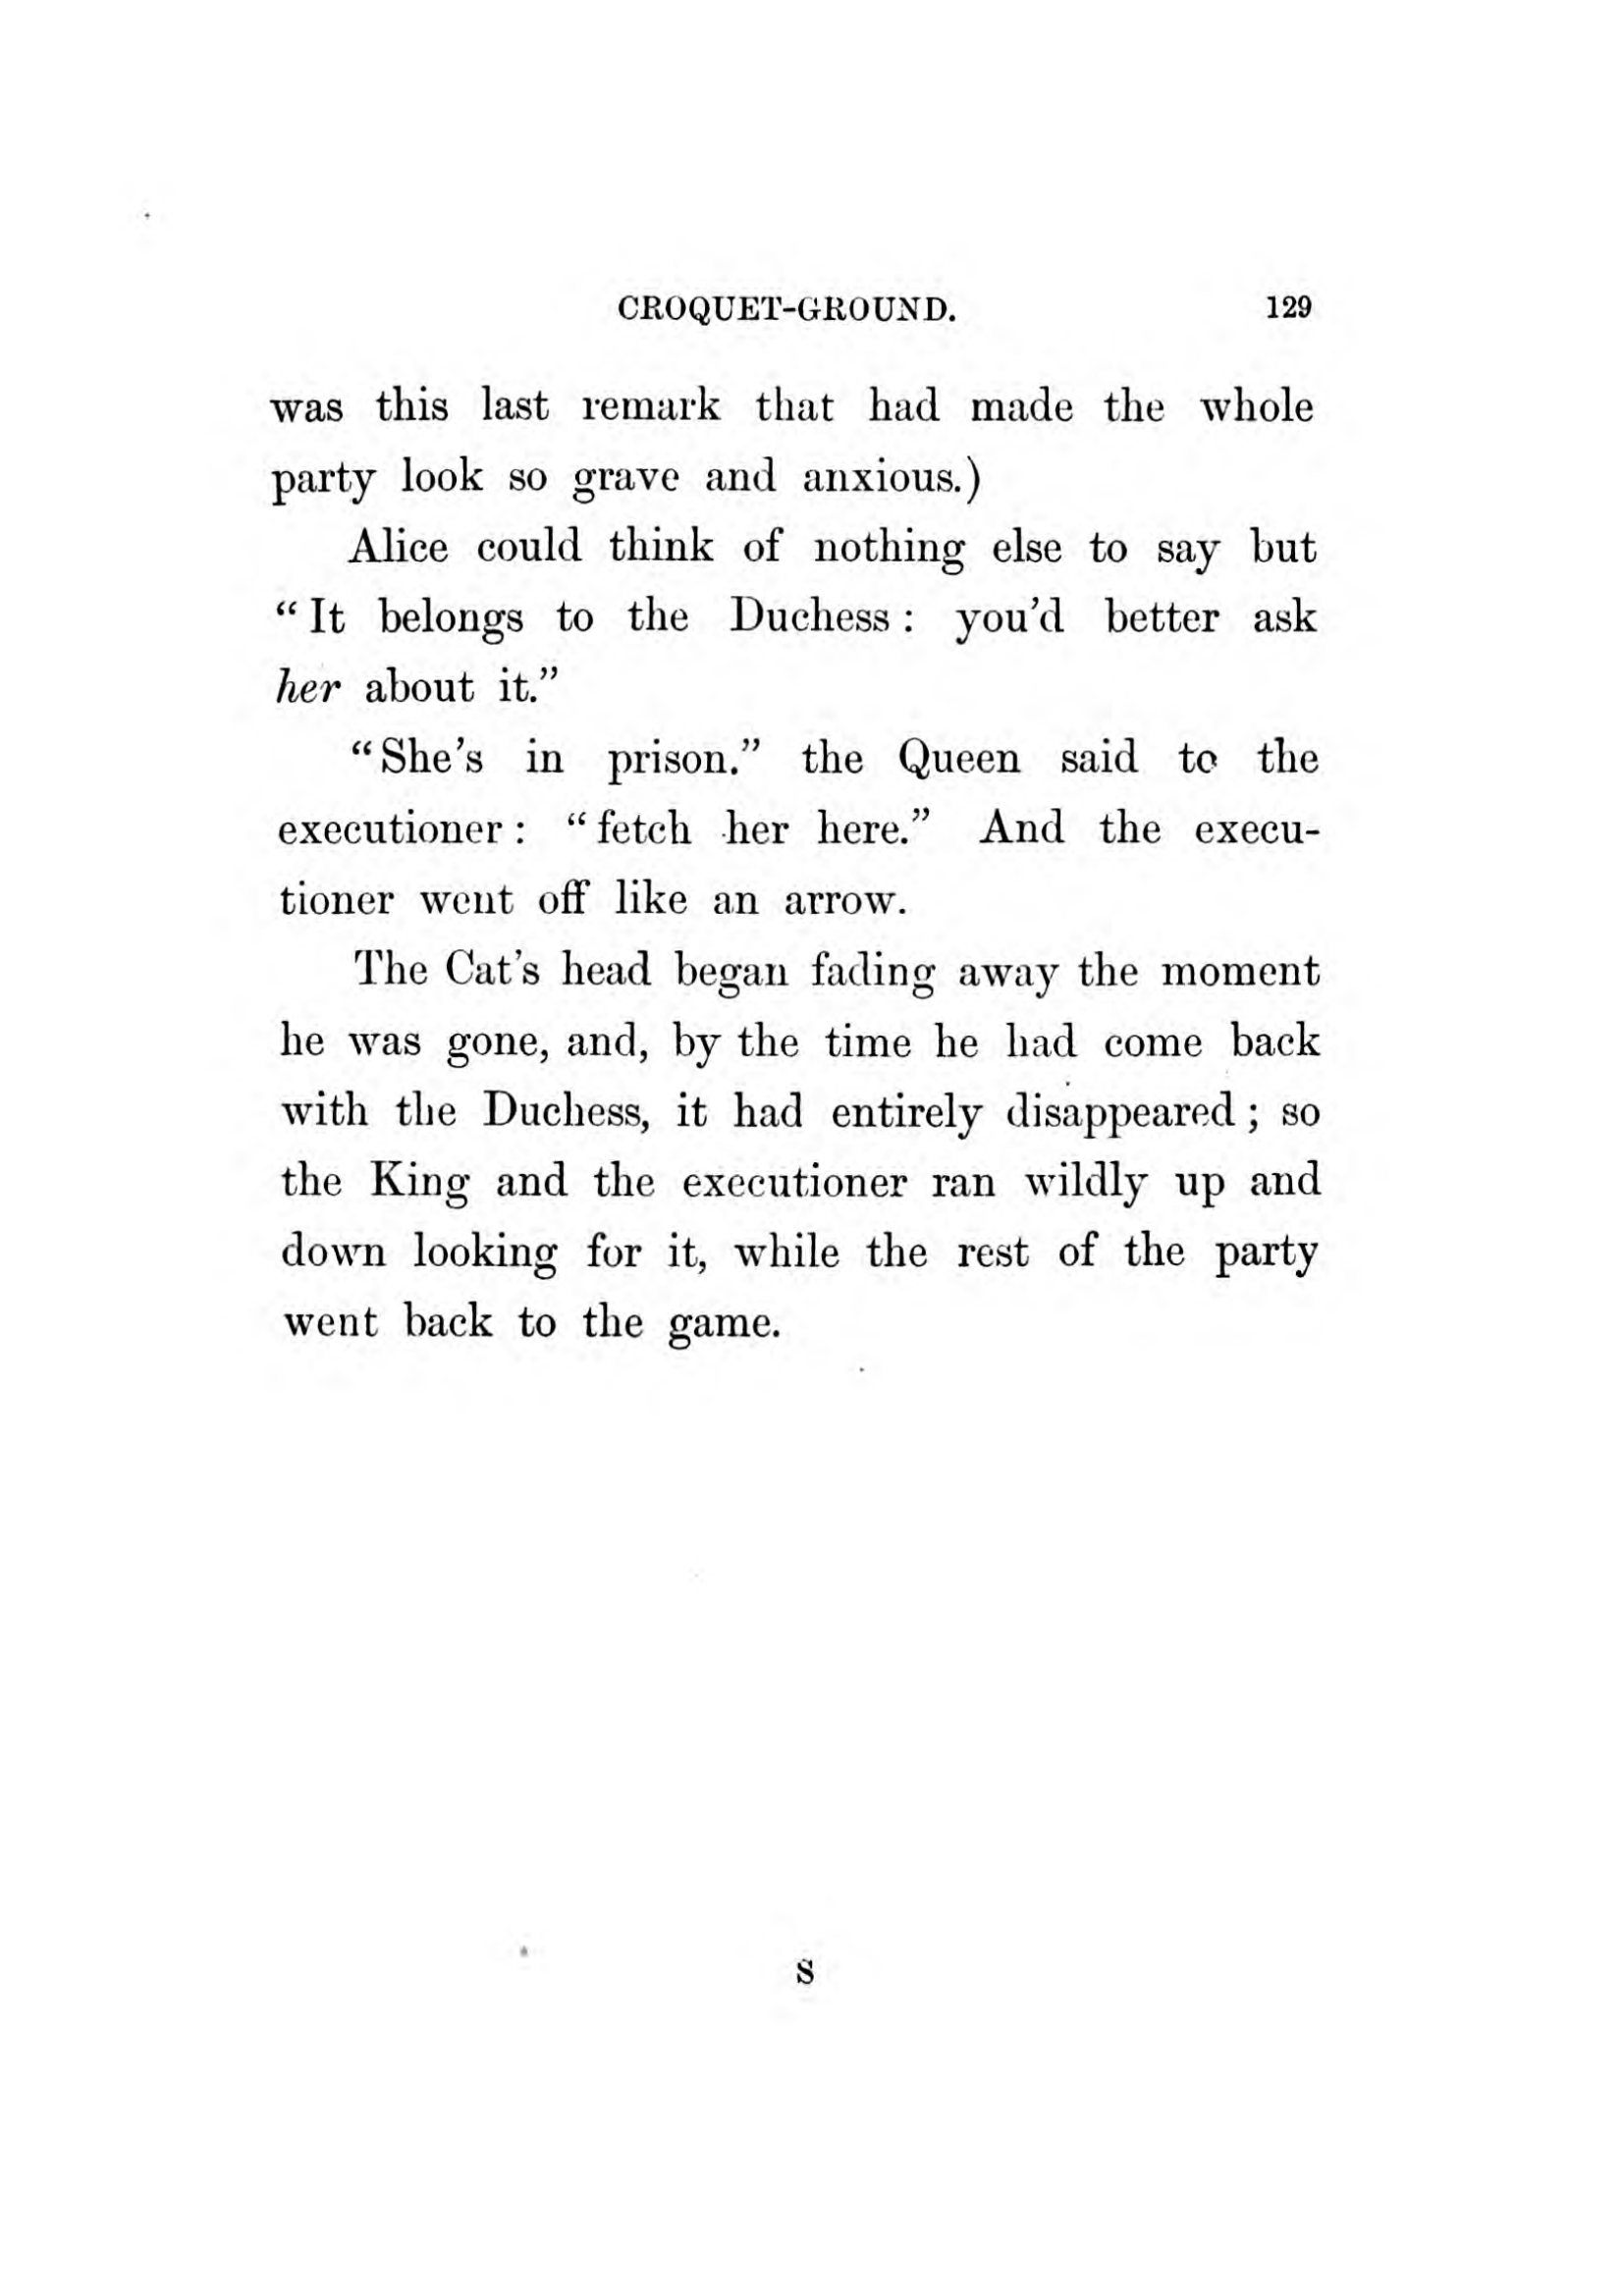 CROQUET-GROUND. 129
was this last remark that had made the whole
party look so grave and anxious.)
Alice could think of nothing else to say but
“It belongs to the Duchess: you’d better ask
her about it.”
“She’s in prison.” the Queen said to the
executioner: “fetch her here.” And the execu-
tioner went off like an arrow.
The Cat’s head began fading away the moment
he was gone, and, by the time he had come back
with the Duchess, it had entirely disappeared; so
the King and the executioner ran wildly up and
down looking for it, while the rest of the party
went back to the game.
S